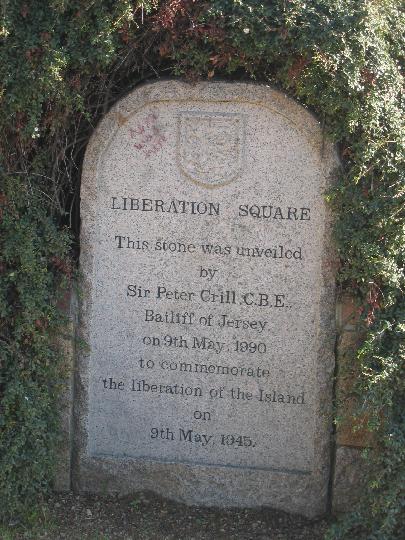 LIBERATION SQUARE
This stone was unveiled
by
Sir Peter Crill C.B.E.,
Bailiff of Jersey
on 9th May, 1990
to commemorate
the liberation of the Island
on
9th May, 1945.